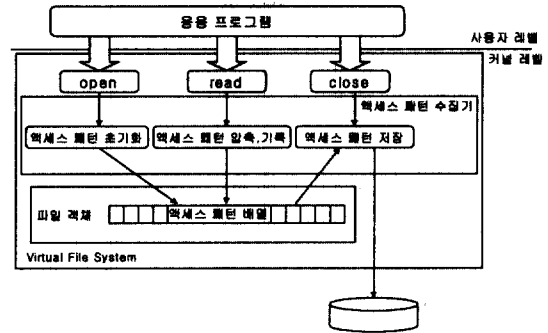 응용 프로그램
사용자 레벨
커널 레벨
open
read
close
액세스 패턴 수집기
액세스 패턴 초기화
액세스 패턴 압축,기록
액세스 패턴 저장
파일 객체
액세스 패턴 배열
Virtual File System